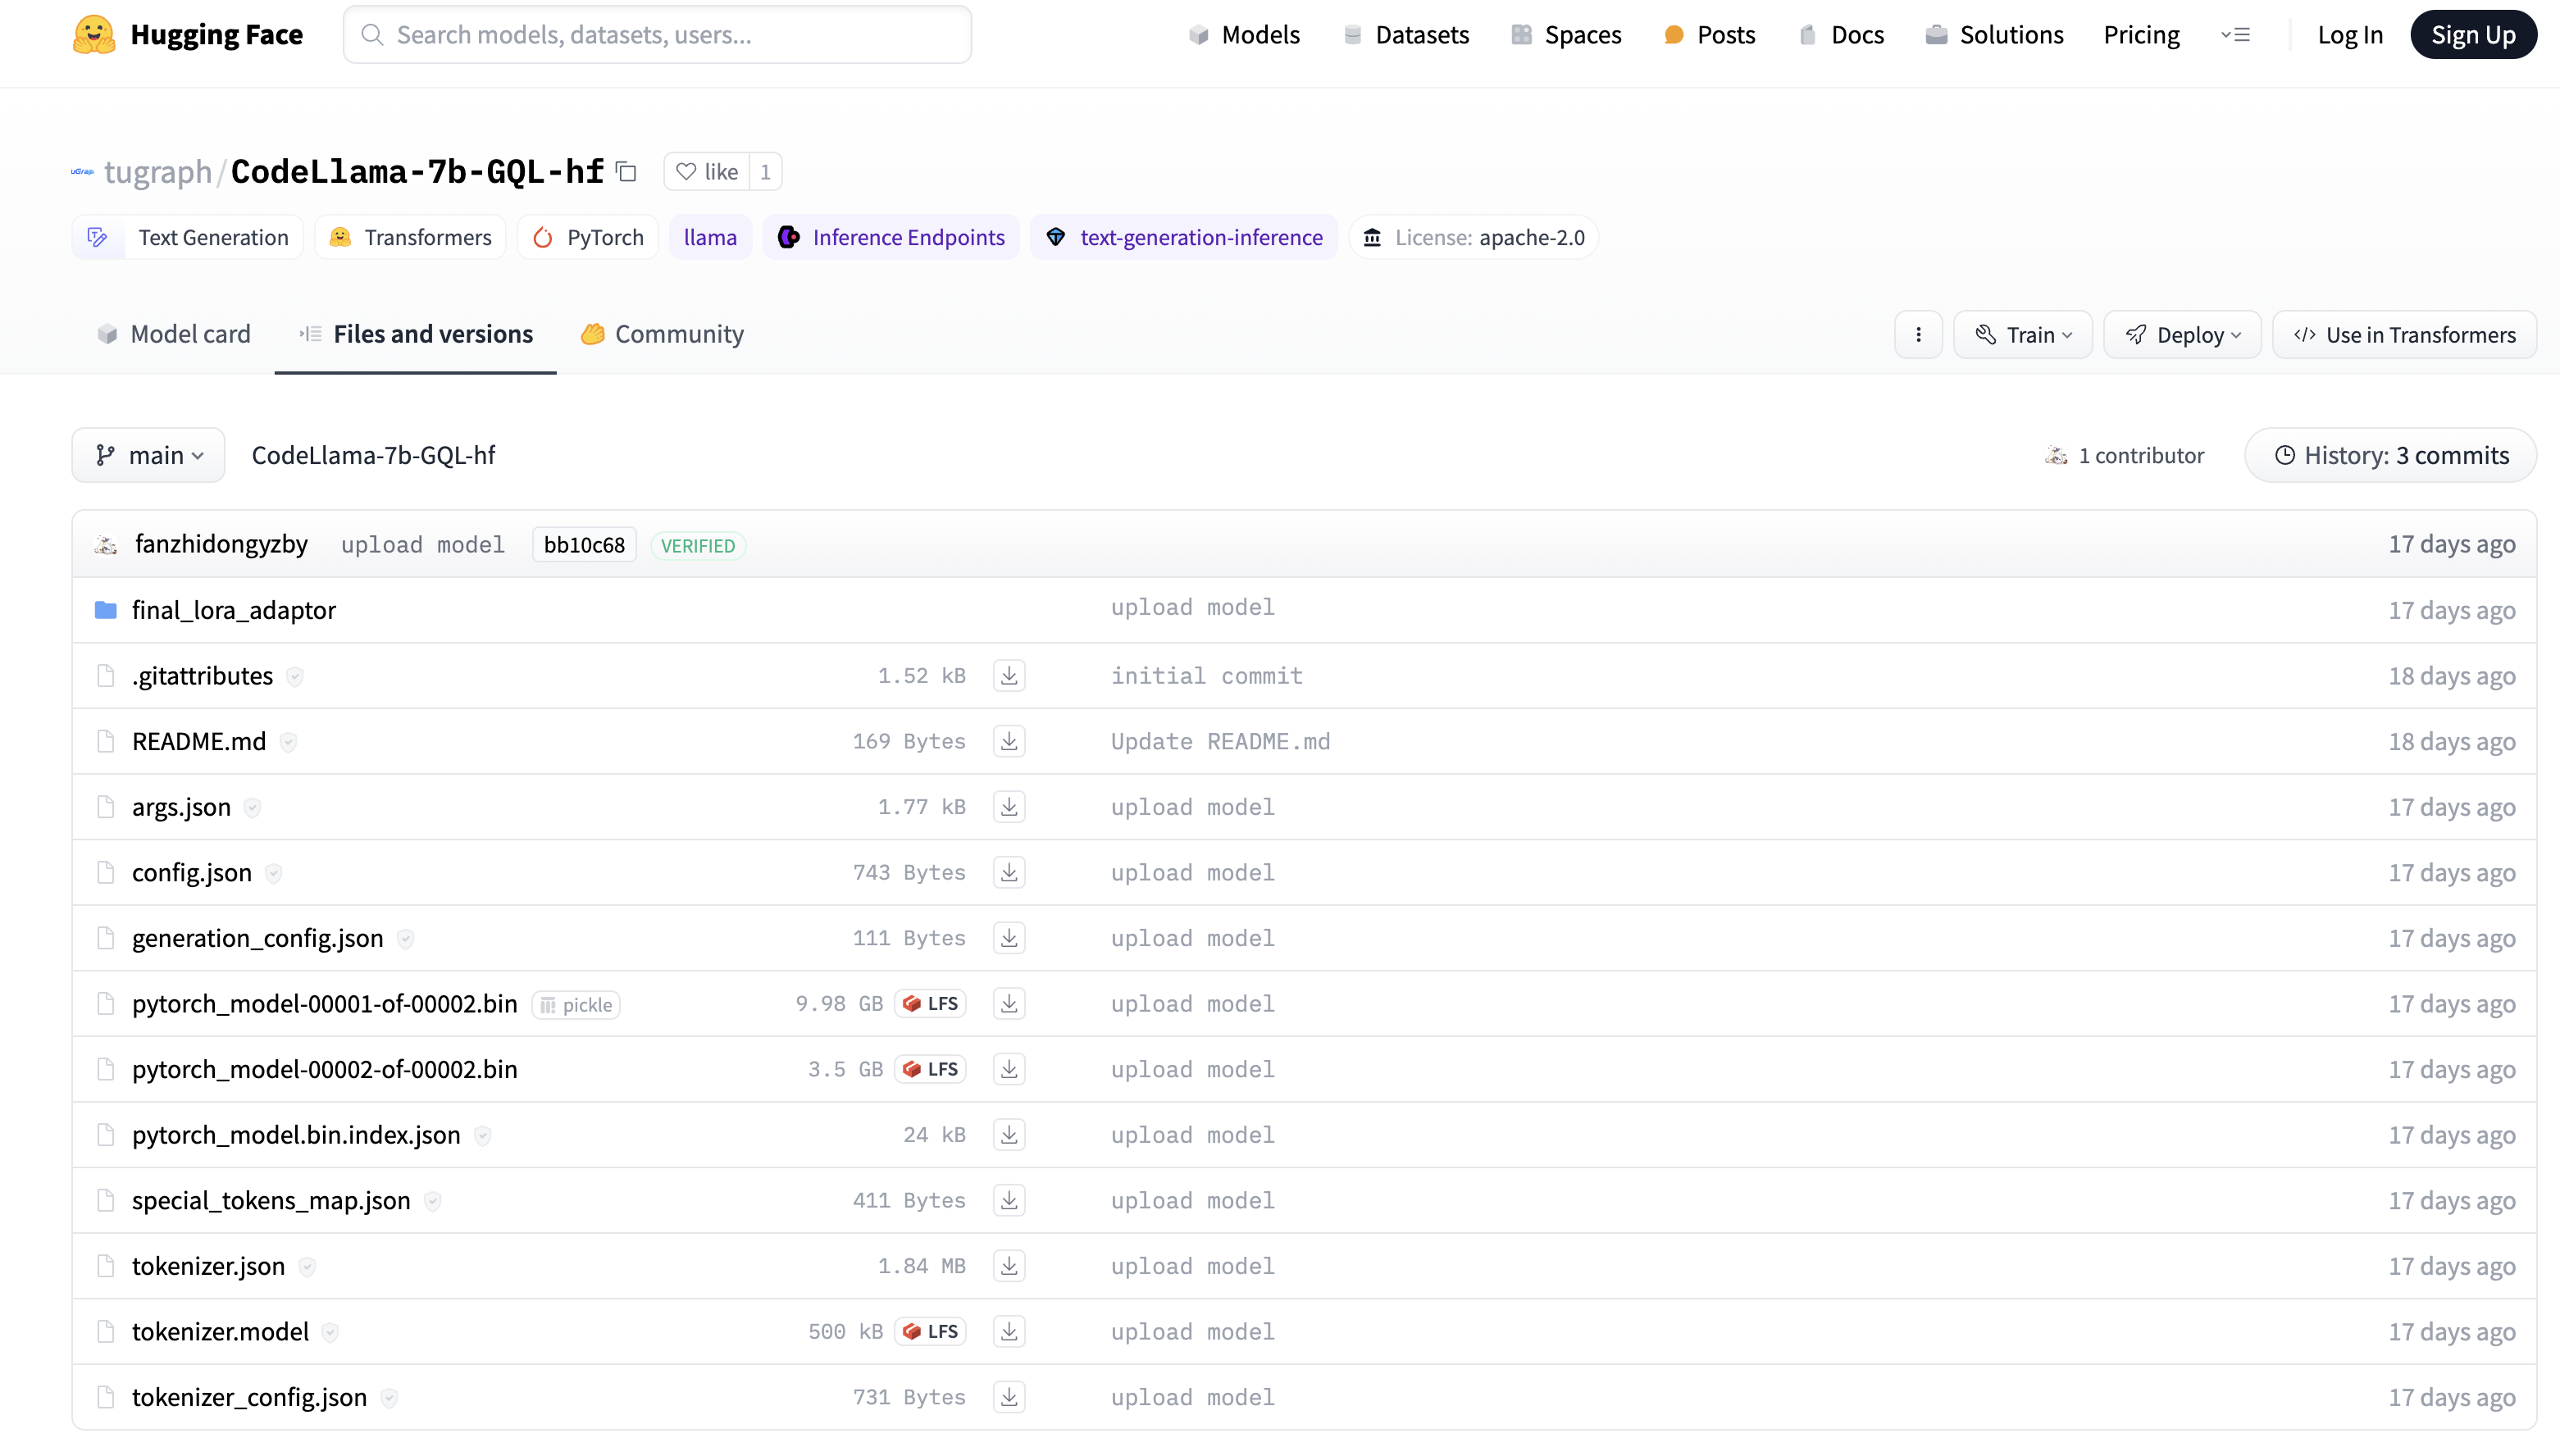 Hugging Face
Search models, datasets, users...
Models
Datasets
Spaces
Posts
Docs
Solutions
Pricing
Log In
Sign Up
uGrap
tugraph/CodeLlama-7b-GQL-hf
like
1
Text Generation
Transformers
PyTorch
llama
Inference Endpoints
text-generation-inference
License: apache-2.0
Model card
Files and versions
Community
Train
Deploy
Use in Transformers
main
CodeLlama-7b-GQL-hf
1 contributor
History: 3 commits
fanzhidongyzby upload model bb10c68 VERIFIED 17 days ago
final_lora_adaptor upload model 17 days ago
.gitattributes 1.52 kB initial commit 18 days ago
README.md 169 Bytes Update README.md 18 days ago
args.json 1.77 kB upload model 17 days ago
config.json 743 Bytes upload model 17 days ago
generation_config.json 111 Bytes upload model 17 days ago
pytorch_model-00001-of-00002.bin pickle 9.98 GB LFS upload model 17 days ago
pytorch_model-00002-of-00002.bin 3.5 GB LFS upload model 17 days ago
pytorch_model.bin.index.json 24 kB upload model 17 days ago
special_tokens_map.json 411 Bytes upload model 17 days ago
tokenizer.json 1.84 MB upload model 17 days ago
tokenizer.model 500 kB LFS upload model 17 days ago
tokenizer_config.json 731 Bytes upload model 17 days ago